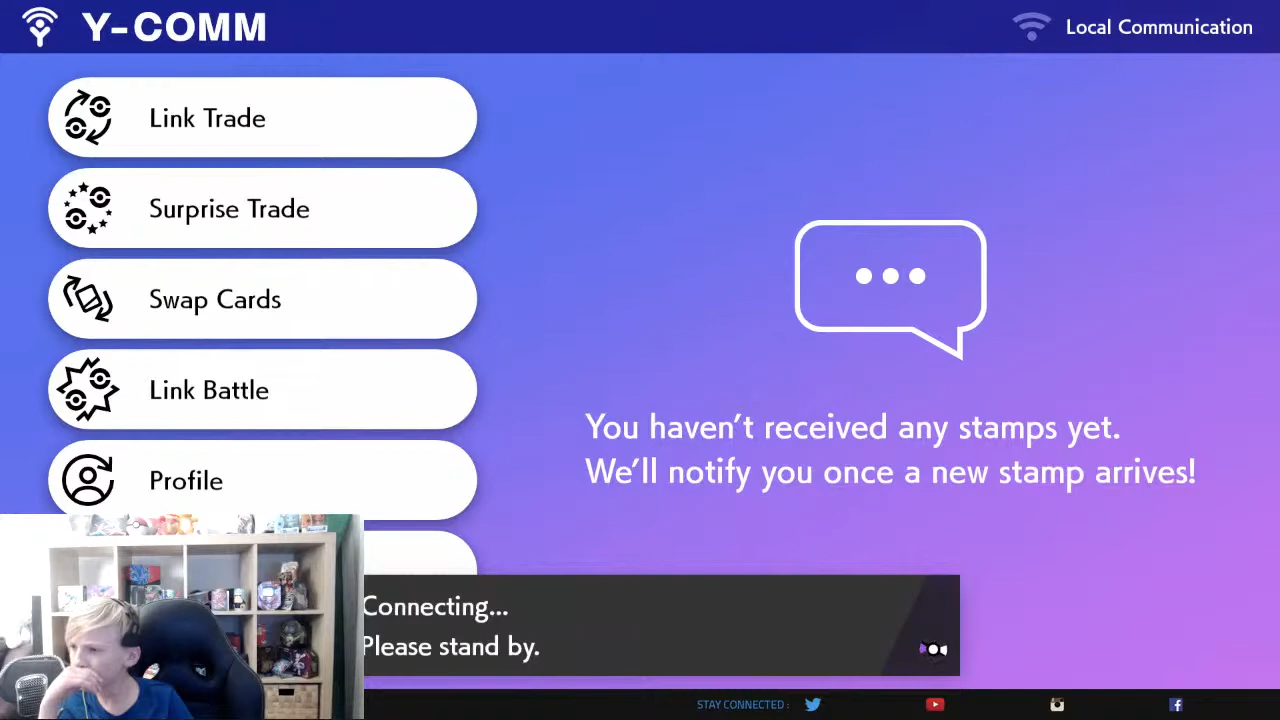 Y-COMM
Local Communication
Link Trade
Surprise Trade
Swap Cards
Link Battle
Profile
You haven't received any stamps yet.
We'll notify you once a new stamp arrives!
Connecting...
Please stand by.
STAY CONNECTED :